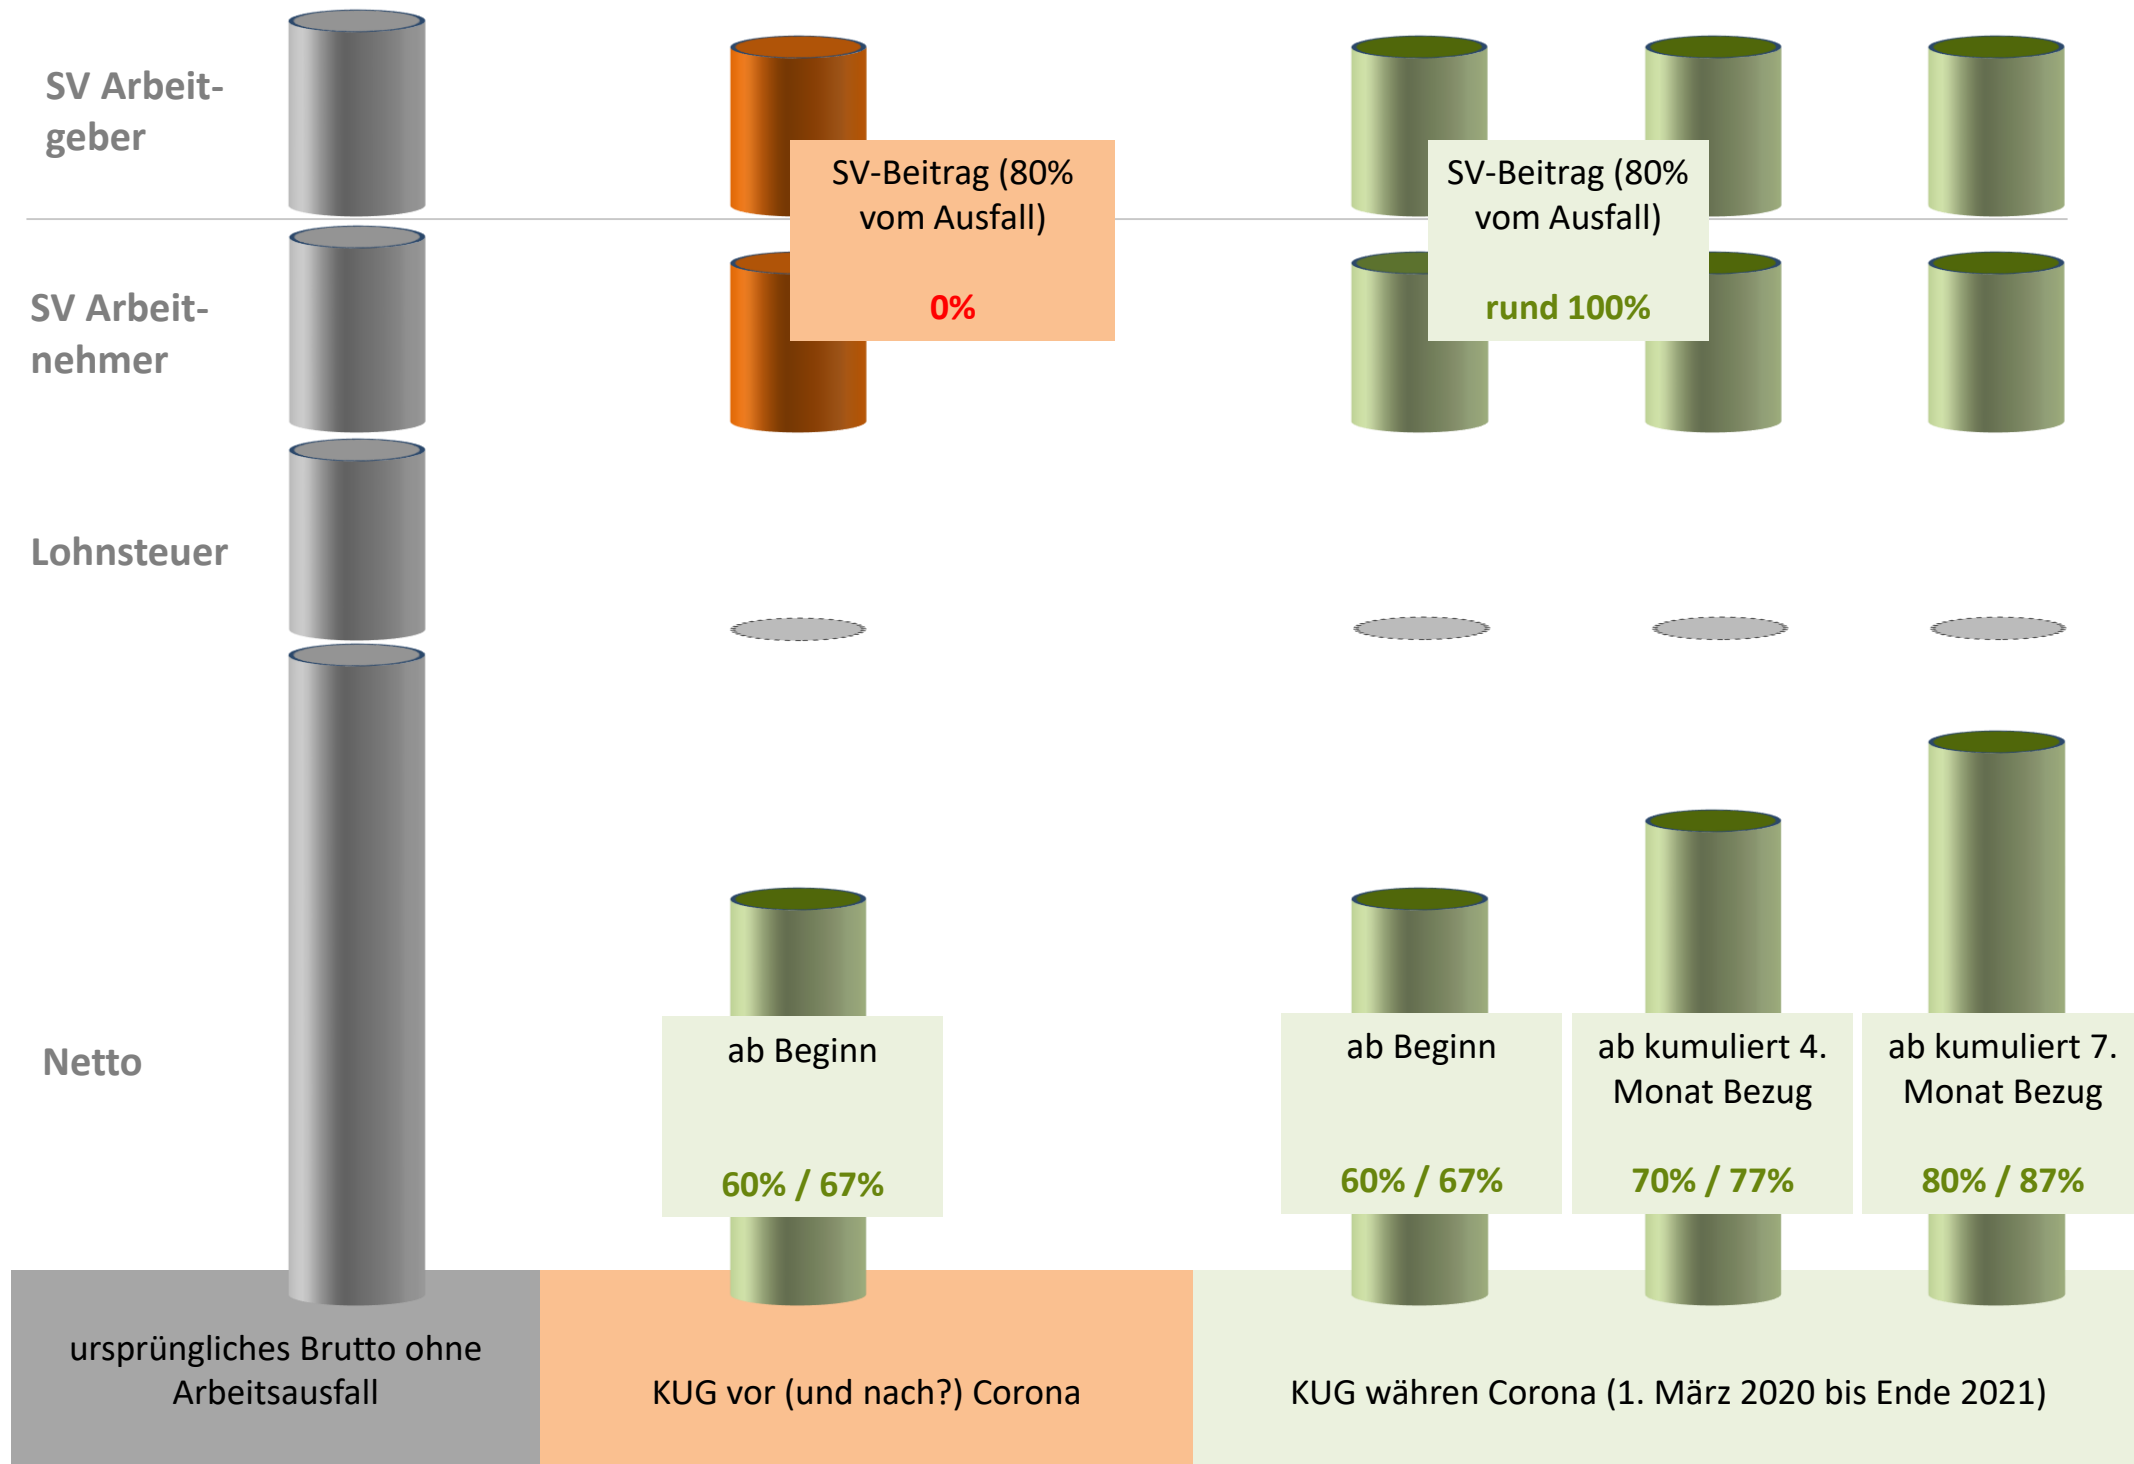 SV Arbeit-
geber
SV-Beitrag (80%
vom Ausfall)
0%
SV-Beitrag (80%
vom Ausfall)
rund 100%
SV Arbeit-
nehmer
Lohnsteuer
Netto
ab Beginn
60% / 67%
ab Beginn
60% / 67%
ab kumuliert 4.
Monat Bezug
70% / 77%
ab kumuliert 7.
Monat Bezug
80% / 87%
ursprüngliches Brutto ohne
Arbeitsausfall
KUG vor (und nach?) Corona
KUG währen Corona (1. März 2020 bis Ende 2021)